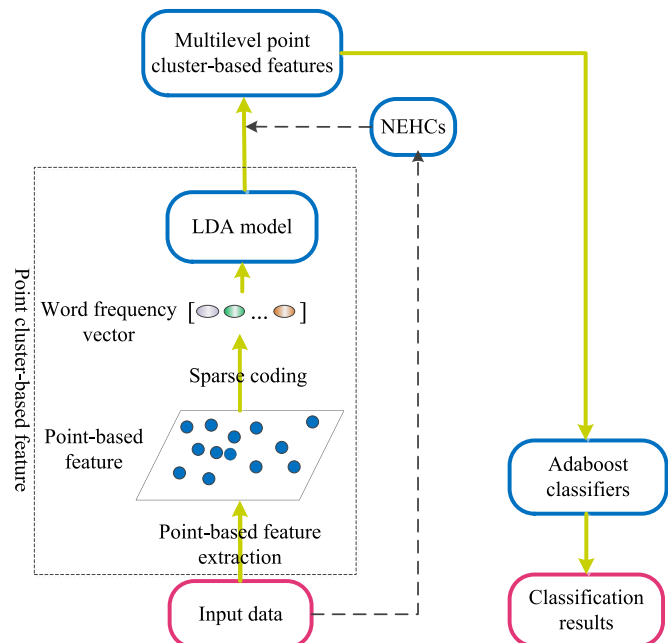 Multilevel point
cluster-based features
NEHCs
LDA model
Point cluster-based
feature
Word frequency
vector
[ ... ]
Sparse coding
Point-based
feature
Adaboost
classifiers
Point-based feature
extraction
Input data
Classification
results